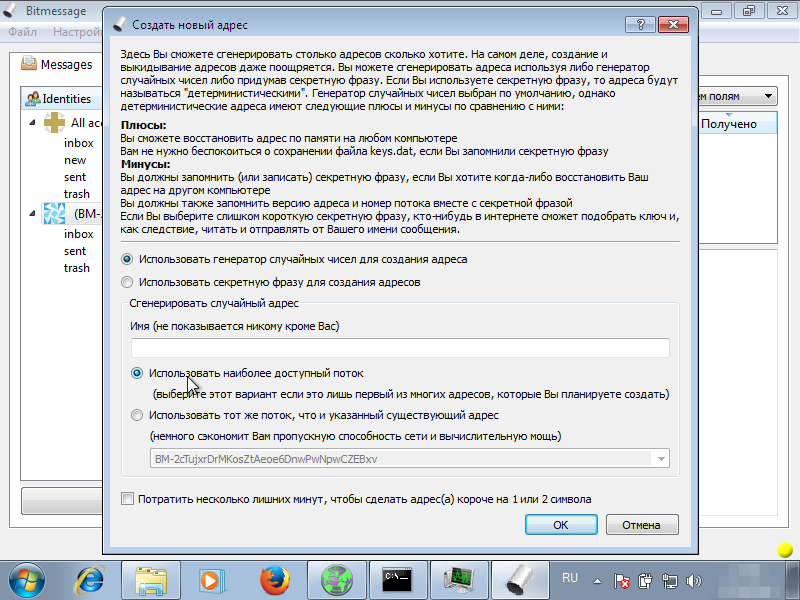 Bitmessage
Файл Настрой
Messages
Identities
All acc
inbox
new
sent
trash
(BM-
inbox
sent
trash
м полям
Получено
Создать новый адрес
Здесь Вы сможете сгенерировать столько адресов сколько хотите. На самом деле, создание и
выкидывание адресов даже поощряется. Вы можете сгенерировать адреса используя либо генератор
случайных чисел либо придумав секретную фразу. Если Вы используете секретную фразу, то адреса будут
называться "детерминистическими". Генератор случайных чисел выбран по умолчанию, однако
детерминистические адреса имеют следующие плюсы и минусы по сравнению с ними:
Плюсы:
Вы сможете восстановить адрес по памяти на любом компьютере
Вам не нужно беспокоиться о сохранении файла keys.dat, если Вы запомнили секретную фразу
Минусы:
Вы должны запомнить (или записать) секретную фразу, если Вы хотите когда-либо восстановить Ваш
адрес на другом компьютере
Вы должны также запомнить версию адреса и номер потока вместе с секретной фразой
Если Вы выберите слишком короткую секретную фразу, кто-нибудь в интернете сможет подобрать ключ и,
как следствие, читать и отправлять от Вашего имени сообщения.
Использовать генератор случайных чисел для создания адреса
Использовать секретную фразу для создания адресов
Сгенерировать случайный адрес
Имя (не показывается никому кроме Вас)
Использовать наиболее доступный поток
(выберите этот вариант если это лишь первый из многих адресов, которые Вы планируете создать)
Использовать тот же поток, что и указанный существующий адрес
(немного сэкономит Вам пропускную способность сети и вычислительную мощь)
BM-2cTujxrDrMKosZtAeoe6DnwPwNpwCZEBxv
Потратить несколько лишних минут, чтобы сделать адрес(а) короче на 1 или 2 символа
OK
Отмена
C:\
RU